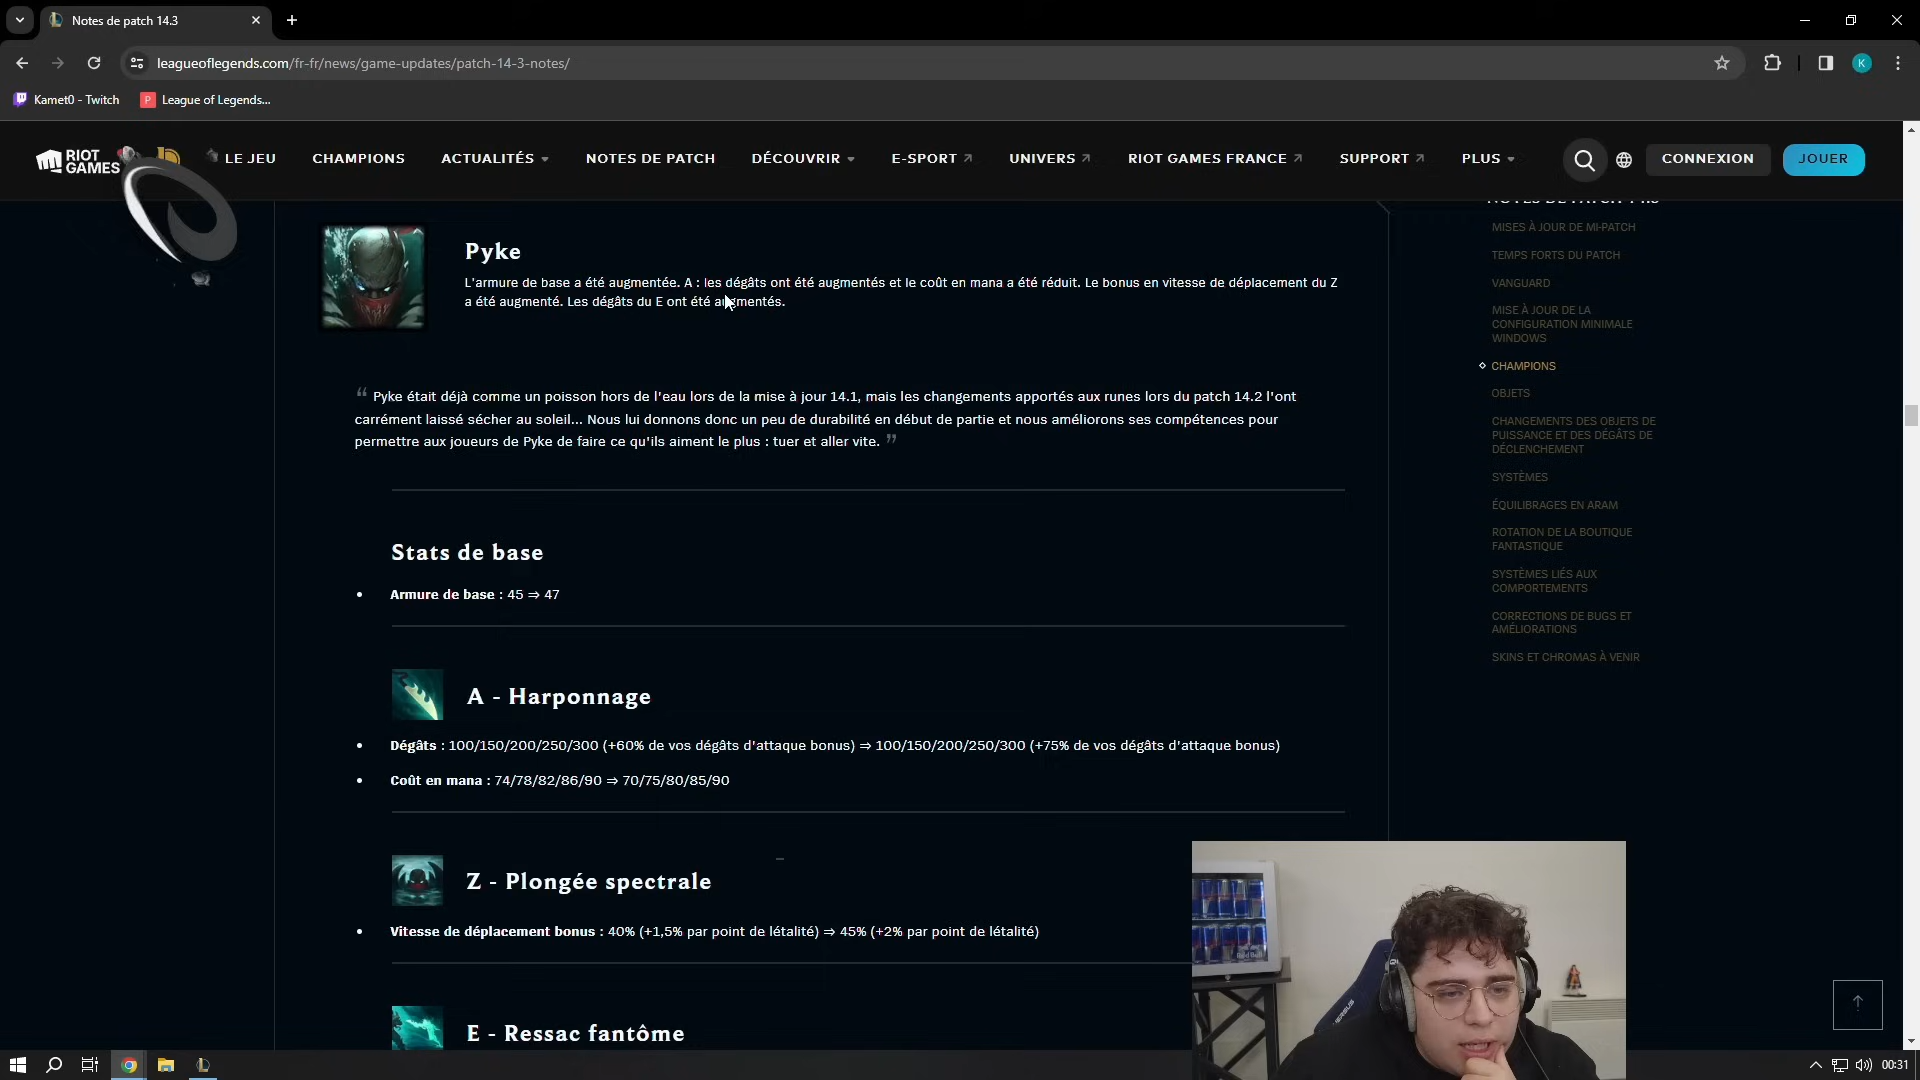 Notes de patch 14.3
leagueoflegends.com/fr-fr/news/game-updates/patch-14-3-notes/
K
Kamet0 - Twitch
P League of Legends...
RIOT GAMES
LE JEU
CHAMPIONS
ACTUALITÉS
NOTES DE PATCH
DÉCOUVRIR
E-SPORT
UNIVERS
RIOT GAMES FRANCE
SUPPORT
PLUS
CONNEXION
JOUER
Pyke
L'armure de base a été augmentée. A : les dégâts ont été augmentés et le coût en mana a été réduit. Le bonus en vitesse de déplacement du Z
a été augmenté. Les dégâts du E ont été augmentés.
“ Pyke était déjà comme un poisson hors de l'eau lors de la mise à jour 14.1, mais les changements apportés aux runes lors du patch 14.2 l'ont
carrément laissé sécher au soleil... Nous lui donnons donc un peu de durabilité en début de partie et nous améliorons ses compétences pour
permettre aux joueurs de Pyke de faire ce qu'ils aiment le plus : tuer et aller vite. ”
Stats de base
• Armure de base : 45 ⇒ 47
A - Harponnage
• Dégâts : 100/150/200/250/300 (+60% de vos dégâts d'attaque bonus) ⇒ 100/150/200/250/300 (+75% de vos dégâts d'attaque bonus)
• Coût en mana : 74/78/82/86/90 ⇒ 70/75/80/85/90
Z - Plongée spectrale
• Vitesse de déplacement bonus : 40% (+1,5% par point de létalité) ⇒ 45% (+2% par point de létalité)
E - Ressac fantôme
MISES À JOUR DE MI-PATCH
TEMPS FORTS DU PATCH
VANGUARD
MISE À JOUR DE LA
CONFIGURATION MINIMALE
WINDOWS
CHAMPIONS
OBJETS
CHANGEMENTS DES OBJETS DE
PUISSANCE ET DES DÉGÂTS DE
DÉCLENCHEMENT
SYSTÈMES
ÉQUILIBRAGES EN ARAM
ROTATION DE LA BOUTIQUE
FANTASTIQUE
SYSTÈMES LIÉS AUX
COMPORTEMENTS
CORRECTIONS DE BUGS ET
AMÉLIORATIONS
SKINS ET CHROMAS À VENIR
00:31